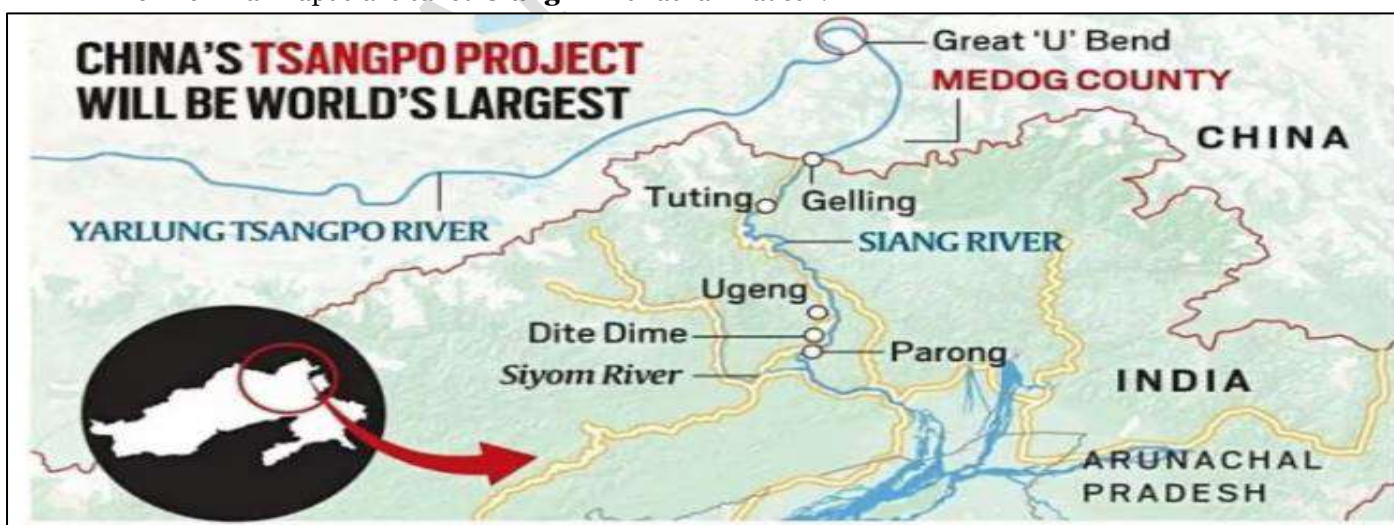 CHINA'S TSANGPO PROJECT
WILL BE WORLD'S LARGEST
Great 'U' Bend
MEDOG COUNTY
CHINA
Tuting
Gelling
YARLUNG TSANGPO RIVER
SIANG RIVER
Ugeng
Dite Dime
Parong
Siyom River
INDIA
ARUNACHAL
PRADESH